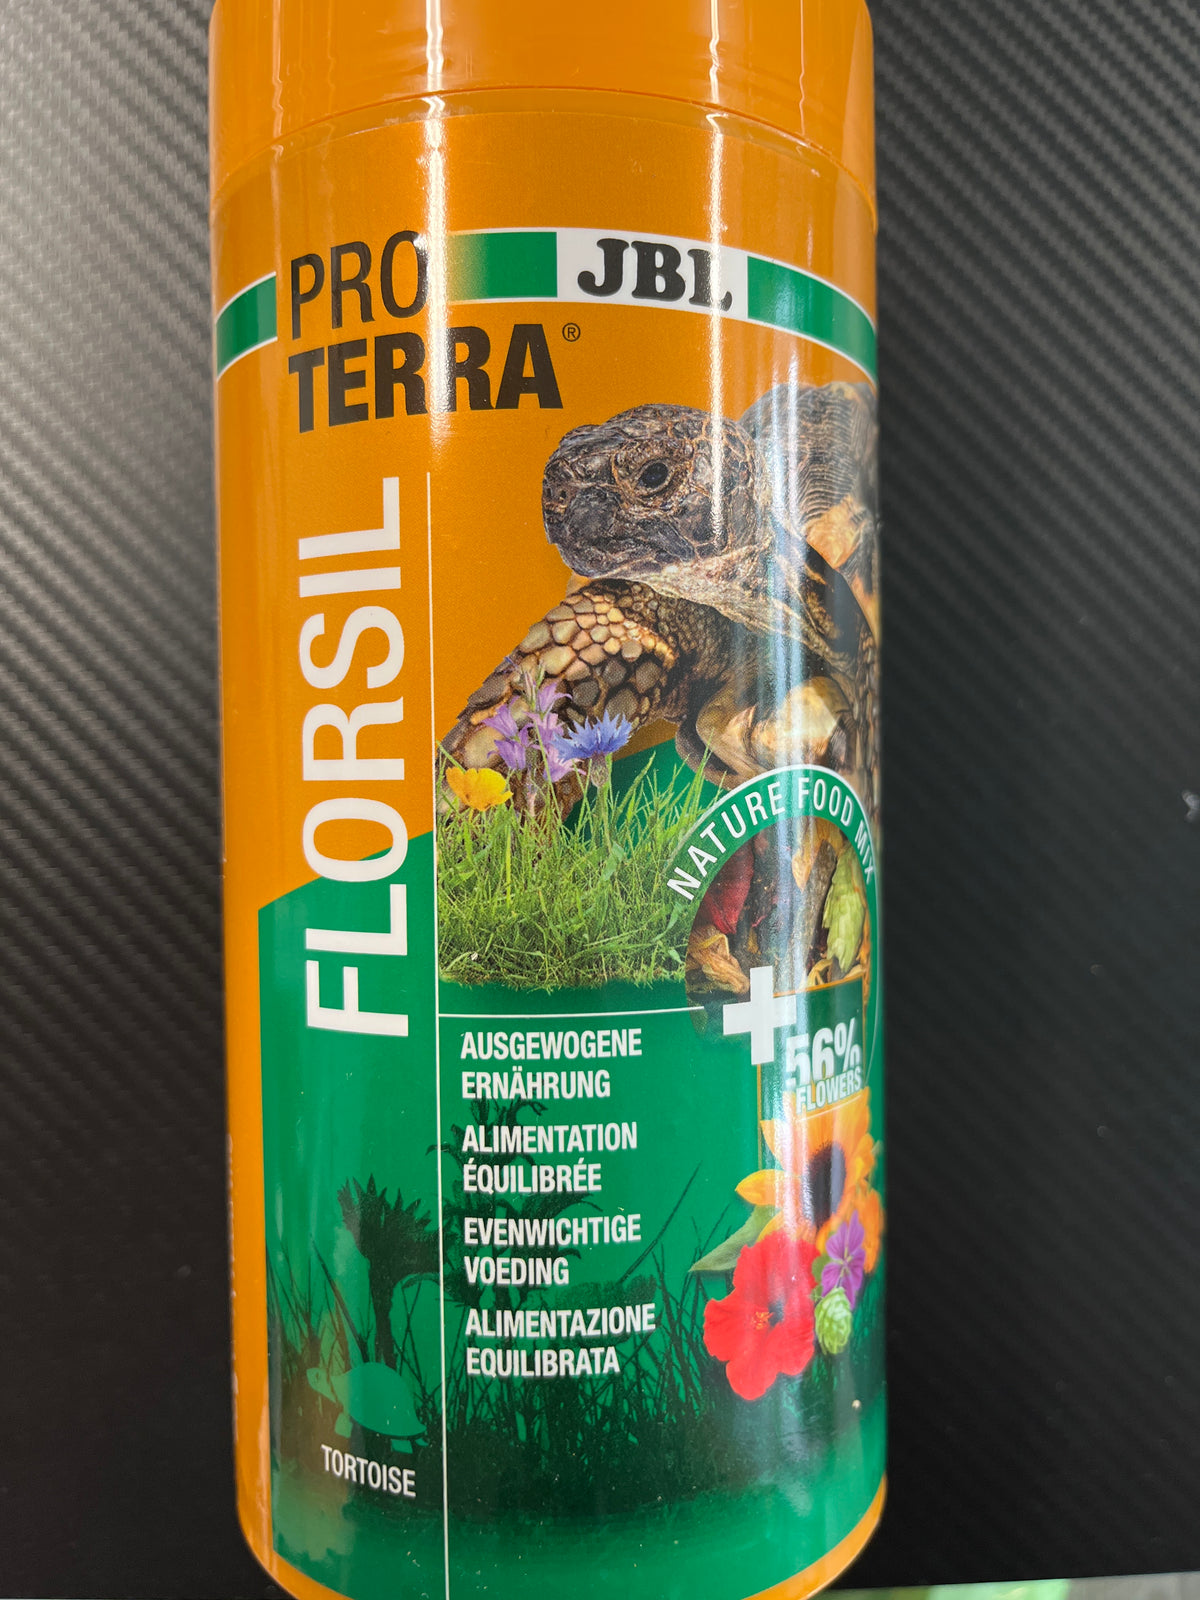 PRO
TERRA®
JBL
FLORSIL
NATURE FOOD MIX
+
56%
FLOWERS
AUSGEWOGENE
ERNÄHRUNG
ALIMENTATION
ÉQUILIBRÉE
EVENWICHTIGE
VOEDING
ALIMENTAZIONE
EQUILIBRATA
TORTOISE